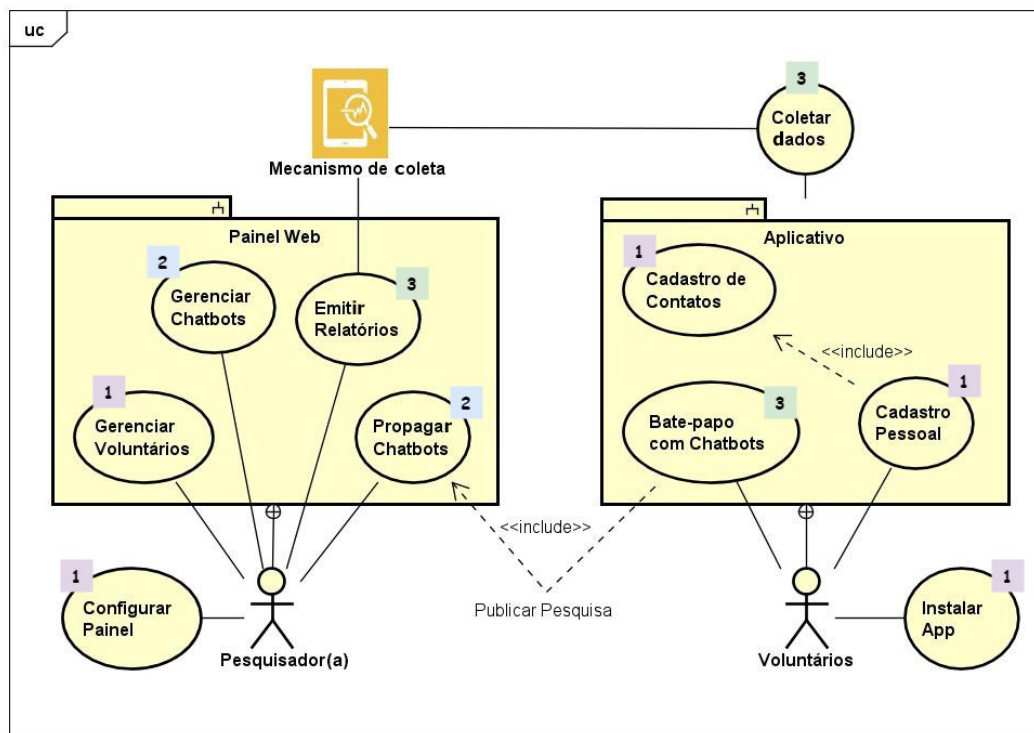 uc
3
Coletar
dados
Mecanismo de coleta
Painel Web
2
Gerenciar
Chatbots
3
Emitir
Relatórios
1
Gerenciar
Voluntários
2
Propagar
Chatbots
Aplicativo
1
Cadastro de
Contatos
<<include>>
3
Bate-papo
com Chatbots
1
Cadastro
Pessoal
<<include>>
Publicar Pesquisa
1
Configurar
Painel
Pesquisador(a)
Voluntários
1
Instalar
App